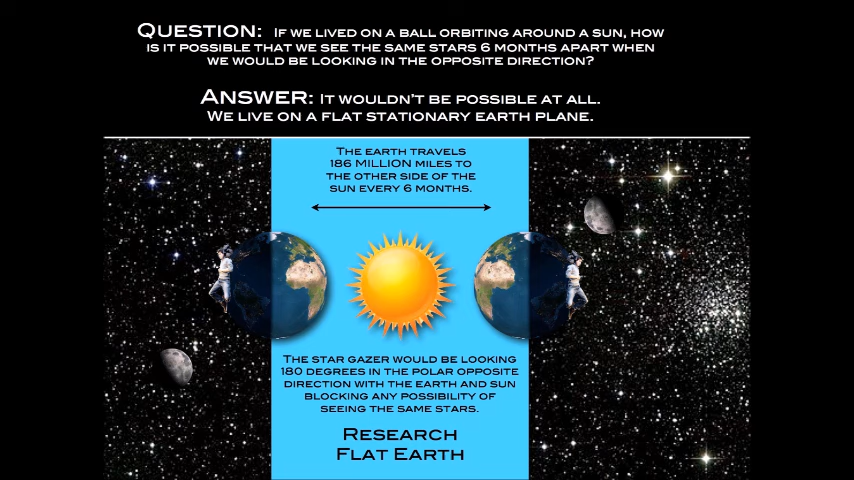 QUESTION: IF WE LIVED ON A BALL ORBITING AROUND A SUN, HOW
IS IT POSSIBLE THAT WE SEE THE SAME STARS 6 MONTHS APART WHEN
WE WOULD BE LOOKING IN THE OPPOSITE DIRECTION?
ANSWER: IT WOULDN'T BE POSSIBLE AT ALL.
WE LIVE ON A FLAT STATIONARY EARTH PLANE.
THE EARTH TRAVELS
186 MILLION MILES TO
THE OTHER SIDE OF THE
SUN EVERY 6 MONTHS.
THE STAR GAZER WOULD BE LOOKING
180 DEGREES IN THE POLAR OPPOSITE
DIRECTION WITH THE EARTH AND SUN
BLOCKING ANY POSSIBILITY OF
SEEING THE SAME STARS.
RESEARCH
FLAT EARTH